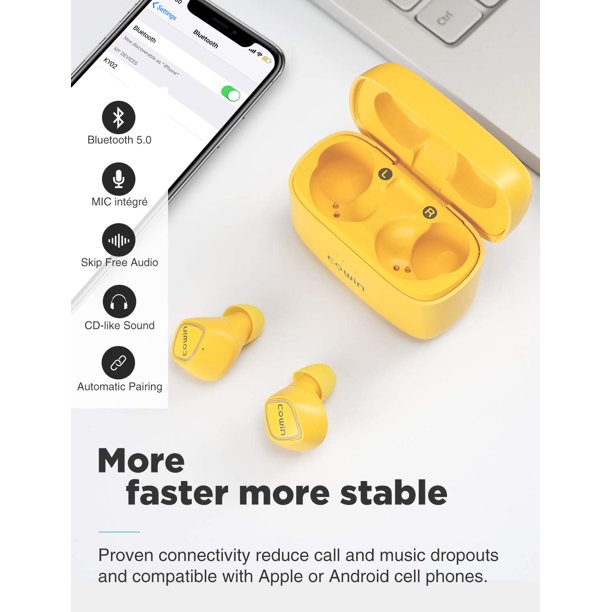 Settings
Bluetooth
Bluetooth
Now discoverable as "iPhone".
MY DEVICES
KY02
Ctrl
Bluetooth 5.0
MIC intégré
Skip Free Audio
CD-like Sound
Automatic Pairing
L
R
cowin
cowin
cowin
More
faster more stable
Proven connectivity reduce call and music dropouts
and compatible with Apple or Android cell phones.